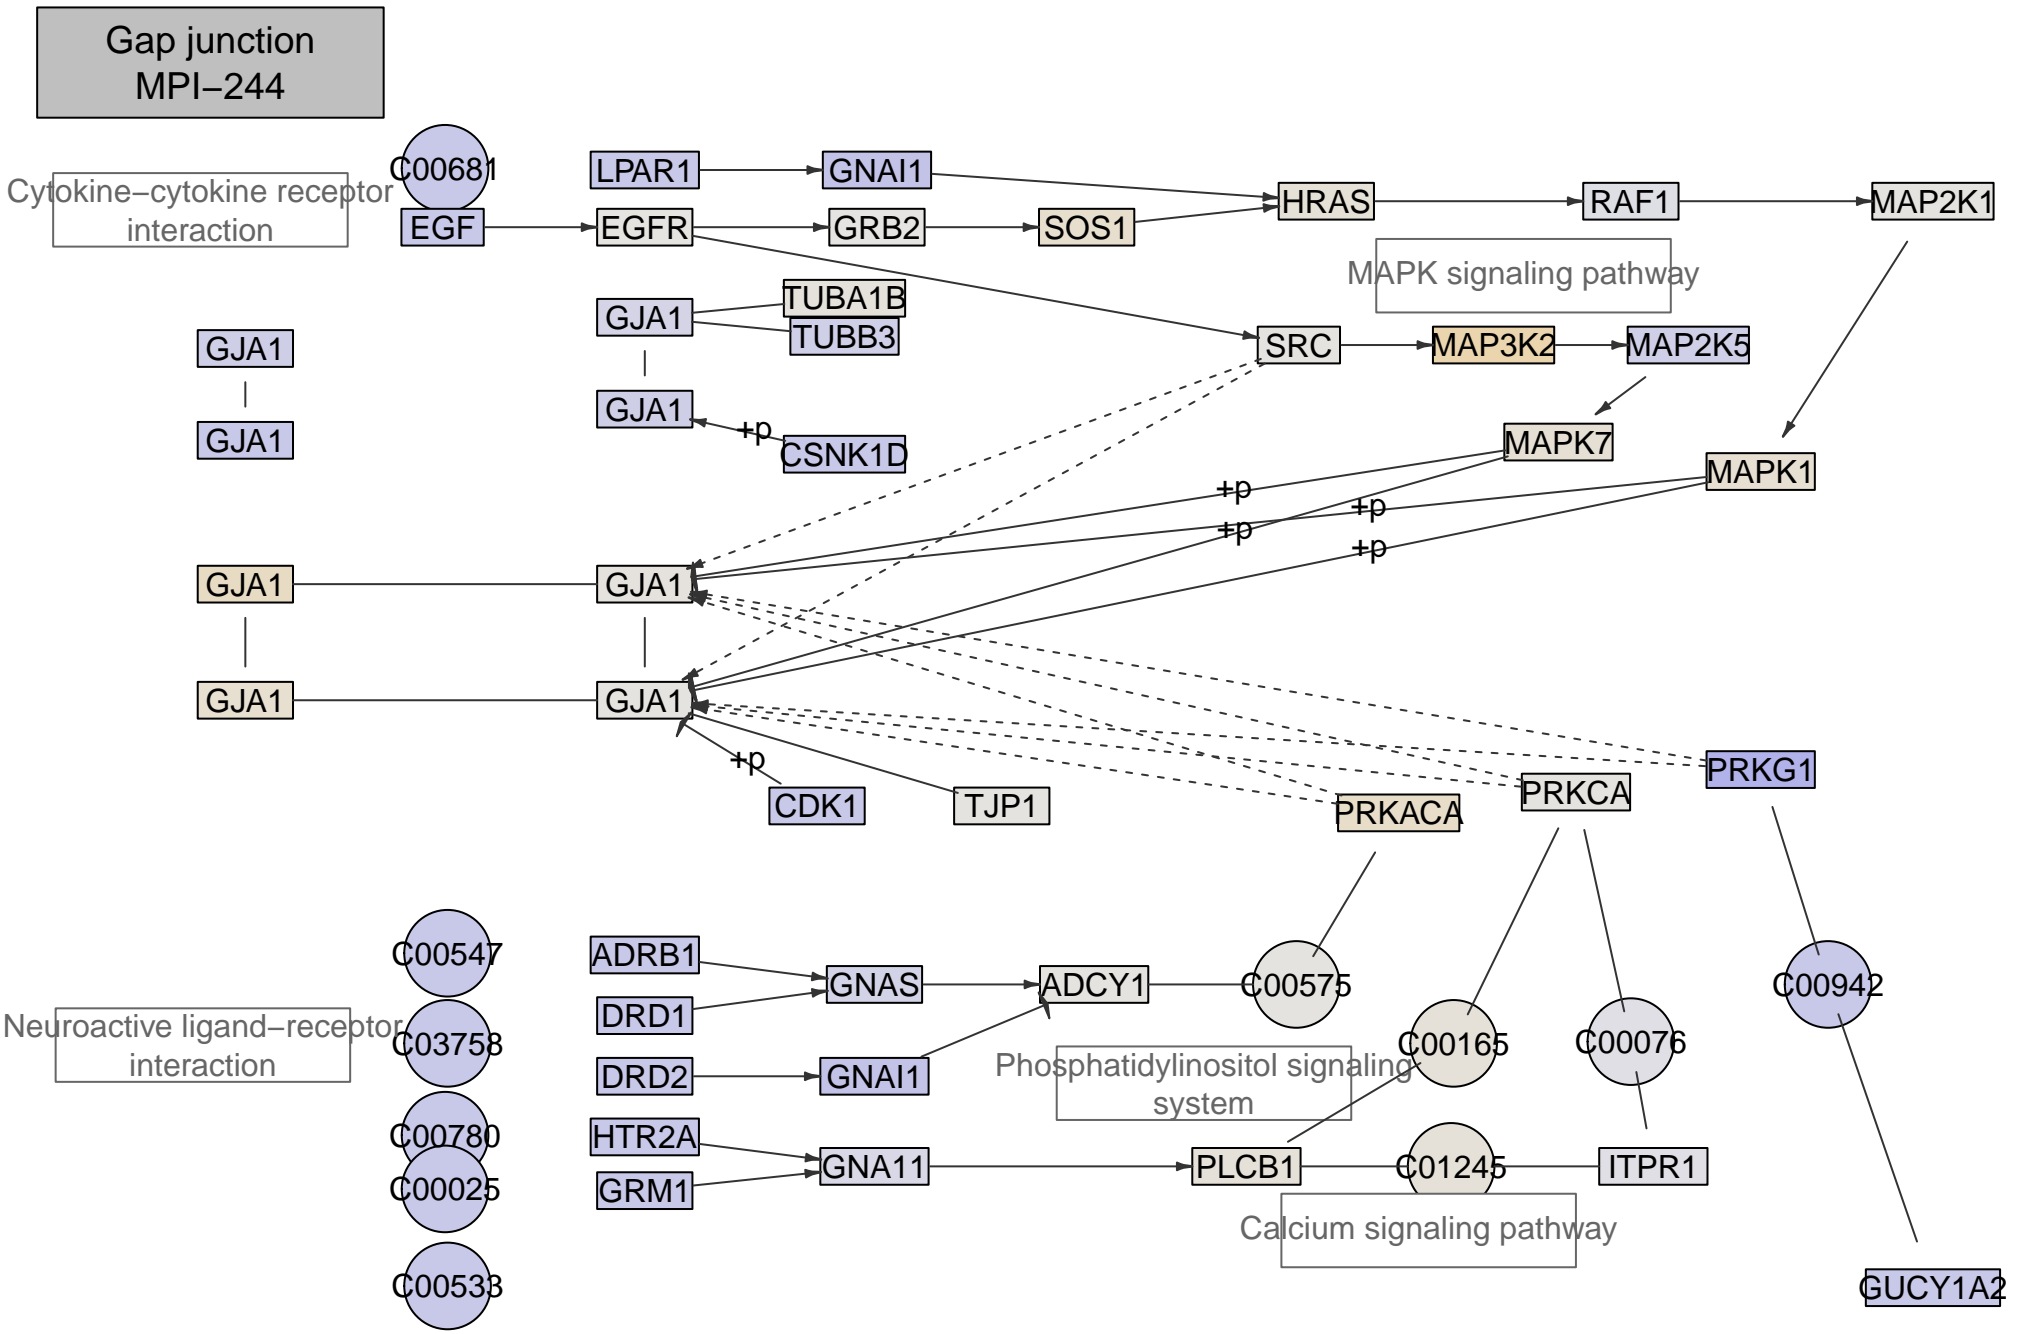 Gap junction
MPI−244
C00681
LPAR1
GNAI1
Cytokine−cytokine receptor
interaction
HRAS
RAF1
MAP2K1
EGF
EGFR
GRB2
SOS1
MAPK signaling pathway
TUBA1B
GJA1
TUBB3
GJA1
SRC
MAP3K2
MAP2K5
GJA1
+p
GJA1
CSNK1D
MAPK7
MAPK1
+p
+p
+p
+p
GJA1
GJA1
GJA1
GJA1
+p
CDK1
TJP1
PRKACA
PRKCA
PRKG1
C00547
ADRB1
GNAS
ADCY1
C00575
C00942
DRD1
Neuroactive ligand−receptor
interaction
C03758
C00165
C00076
DRD2
GNAI1
Phosphatidylinositol signaling
system
C00780
HTR2A
GNA11
PLCB1
C01245
ITPR1
C00025
GRM1
Calcium signaling pathway
C00533
GUCY1A2